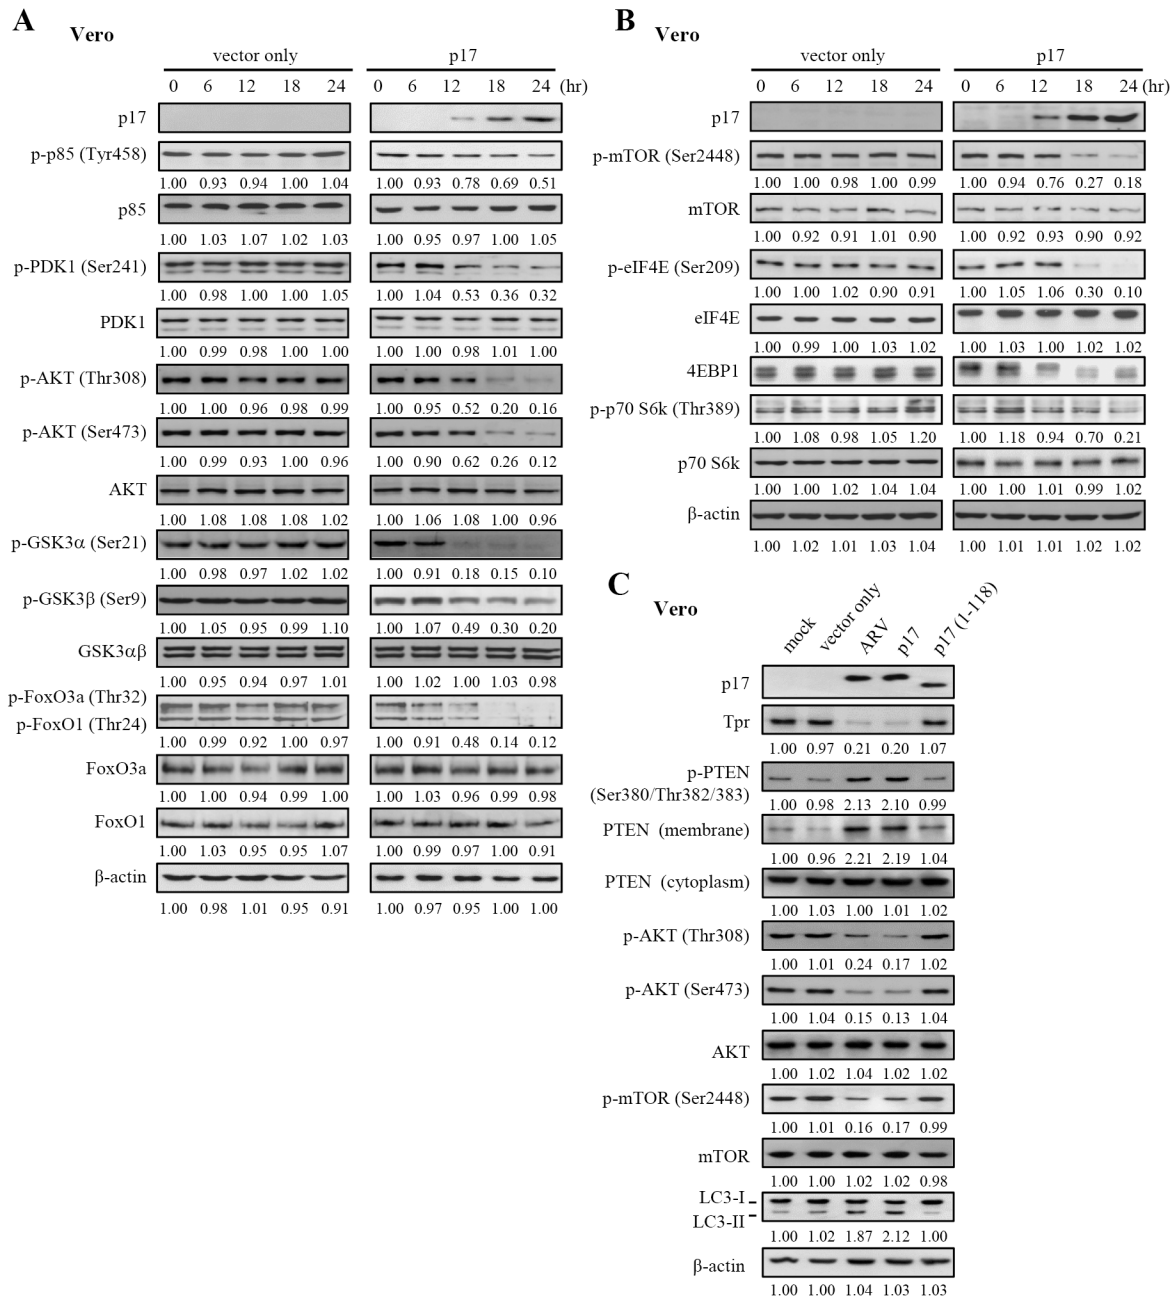 A
Vero
vector only p17
0 6 12 18 24 0 6 12 18 24 (hr)
p17
p-p85 (Tyr458)
1.00 0.93 0.94 1.00 1.04 1.00 0.93 0.78 0.69 0.51
p85
1.00 1.03 1.07 1.02 1.03 1.00 0.95 0.97 1.00 1.05
p-PDK1 (Ser241)
1.00 0.98 1.00 1.00 1.05 1.00 1.04 0.53 0.36 0.32
PDK1
1.00 0.99 0.98 1.00 1.00 1.00 1.00 0.98 1.01 1.00
p-AKT (Thr308)
1.00 1.00 0.96 0.98 0.99 1.00 0.95 0.52 0.20 0.16
p-AKT (Ser473)
1.00 0.99 0.93 1.00 0.96 1.00 0.90 0.62 0.26 0.12
AKT
1.00 1.08 1.08 1.08 1.02 1.00 1.06 1.08 1.00 0.96
p-GSK3α (Ser21)
1.00 0.98 0.97 1.02 1.02 1.00 0.91 0.18 0.15 0.10
p-GSK3β (Ser9)
1.00 1.05 0.95 0.99 1.10 1.00 1.07 0.49 0.30 0.20
GSK3αβ
1.00 0.95 0.94 0.97 1.01 1.00 1.02 1.00 1.03 0.98
p-FoxO3a (Thr32)
p-FoxO1 (Thr24)
1.00 0.99 0.92 1.00 0.97 1.00 0.91 0.48 0.14 0.12
FoxO3a
1.00 1.00 0.94 0.99 1.00 1.00 1.03 0.96 0.99 0.98
FoxO1
1.00 1.03 0.95 0.95 1.07 1.00 0.99 0.97 1.00 0.91
β-actin
1.00 0.98 1.01 0.95 0.91 1.00 0.97 0.95 1.00 1.00
B
Vero
vector only p17
0 6 12 18 24 0 6 12 18 24 (hr)
p17
p-mTOR (Ser2448)
1.00 1.00 0.98 1.00 0.99 1.00 0.94 0.76 0.27 0.18
mTOR
1.00 0.92 0.91 1.01 0.90 1.00 0.92 0.93 0.90 0.92
p-eIF4E (Ser209)
1.00 1.00 1.02 0.90 0.91 1.00 1.05 1.06 0.30 0.10
eIF4E
1.00 0.99 1.00 1.03 1.02 1.00 1.03 1.00 1.02 1.02
4EBP1
p-p70 S6k (Thr389)
1.00 1.08 0.98 1.05 1.20 1.00 1.18 0.94 0.70 0.21
p70 S6k
1.00 1.00 1.02 1.04 1.04 1.00 1.00 1.01 0.99 1.02
β-actin
1.00 1.02 1.01 1.03 1.04 1.00 1.01 1.01 1.02 1.02
C
Vero
mock vector only ARV p17 p17 (1-118)
p17
Tpr
1.00 0.97 0.21 0.20 1.07
p-PTEN
(Ser380/Thr382/383)
1.00 0.98 2.13 2.10 0.99
PTEN (membrane)
1.00 0.96 2.21 2.19 1.04
PTEN (cytoplasm)
1.00 1.03 1.00 1.01 1.02
p-AKT (Thr308)
1.00 1.01 0.24 0.17 1.02
p-AKT (Ser473)
1.00 1.04 0.15 0.13 1.04
AKT
1.00 1.02 1.04 1.02 1.02
p-mTOR (Ser2448)
1.00 1.01 0.16 0.17 0.99
mTOR
1.00 1.00 1.02 1.02 0.98
LC3-I
LC3-II
1.00 1.02 1.87 2.12 1.00
β-actin
1.00 1.00 1.04 1.03 1.03